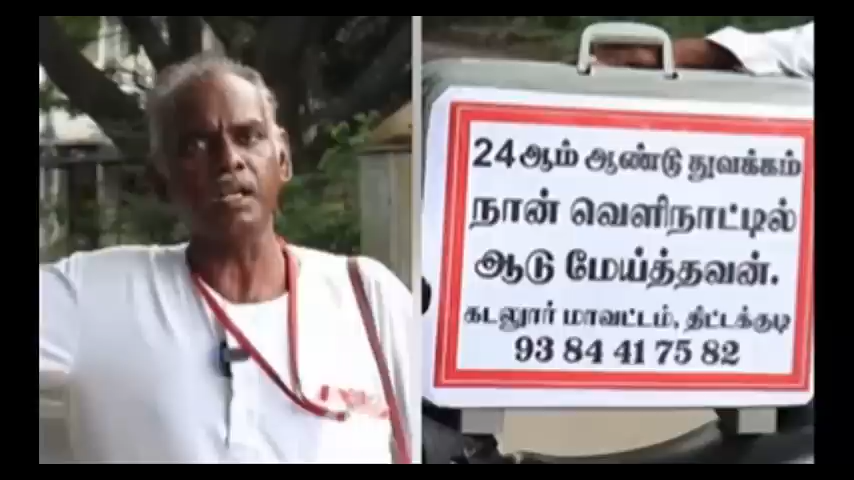 24ஆம் ஆண்டு துவக்கம்
நான் வெளிநாட்டில்
ஆடு மேய்த்தவன்.
கடலூர் மாவட்டம், திட்டக்குடி
93 84 41 75 82